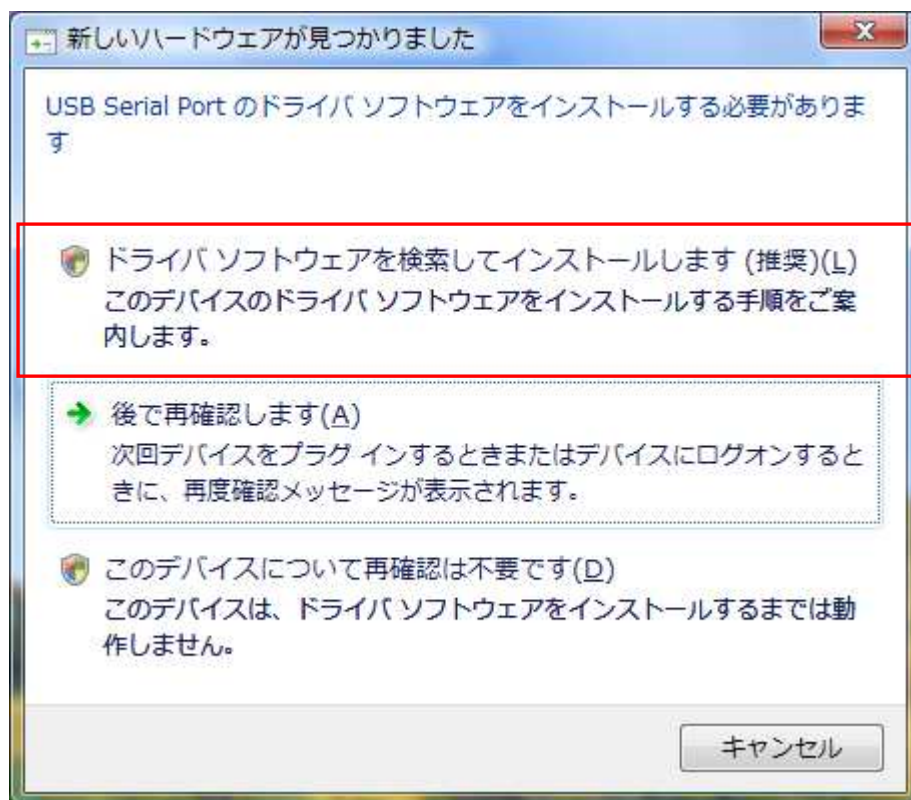 新しいハードウェアが見つかりました
USB Serial Port のドライバ ソフトウェアをインストールする必要がありま
す
ドライバ ソフトウェアを検索してインストールします (推奨)(L)
このデバイスのドライバ ソフトウェアをインストールする手順をご案
内します。
後で再確認します(A)
次回デバイスをプラグ インするときまたはデバイスにログオンすると
きに、再度確認メッセージが表示されます。
このデバイスについて再確認は不要です(D)
このデバイスは、ドライバ ソフトウェアをインストールするまでは動
作しません。
キャンセル